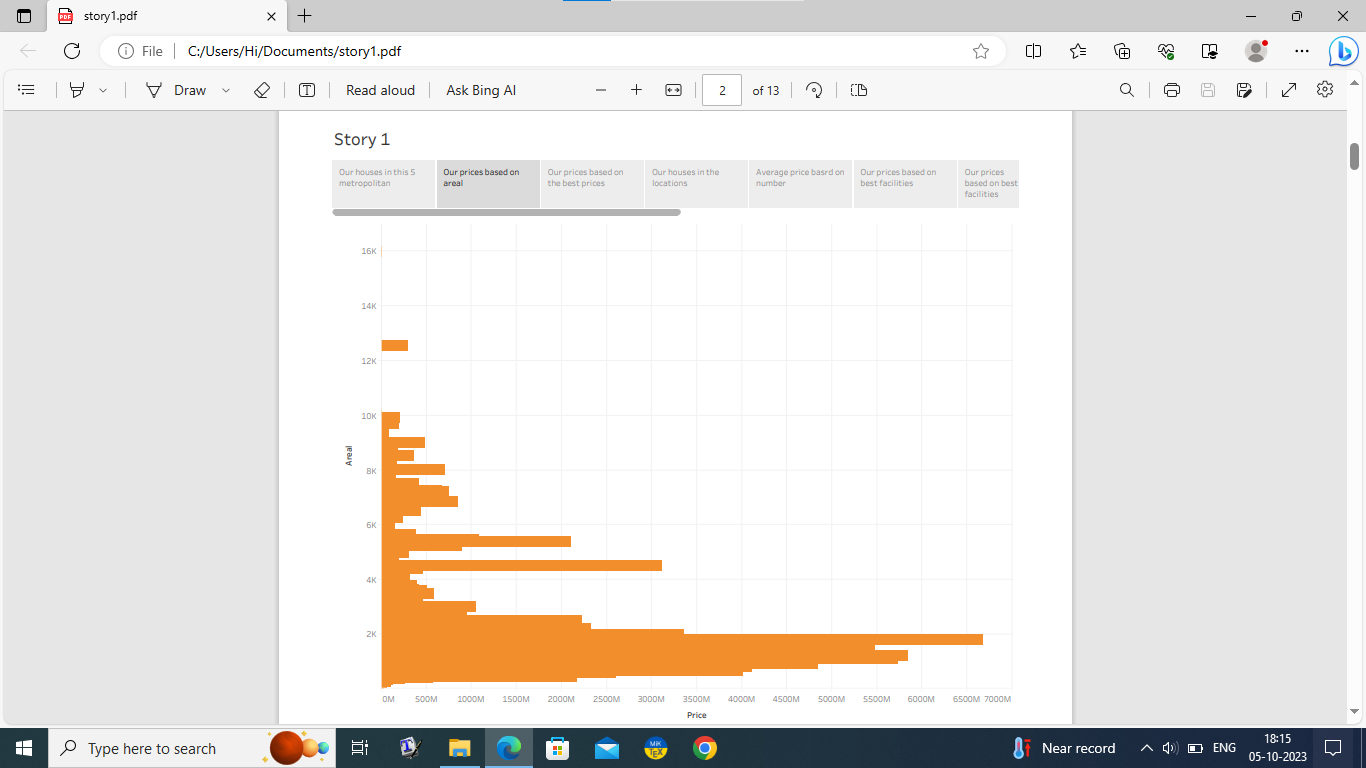 story1.pdf
File
C:/Users/Hi/Documents/story1.pdf
Draw
Read aloud
Ask Bing AI
2
of 13
Story 1
Our houses in this 5
metropolitan
Our prices based on
areal
Our prices based on
the best prices
Our houses in the
locations
Average price basrd on
number
Our prices based on
best facilities
Our prices
based on best
facilities
16K
14K
12K
10K
8K
6K
4K
2K
Areal
0M 500M 1000M 1500M 2000M 2500M 3000M 3500M 4000M 4500M 5000M 5500M 6000M 6500M 7000M
Price
Type here to search
MiK
TEX
Near record
ENG
18:15
05-10-2023